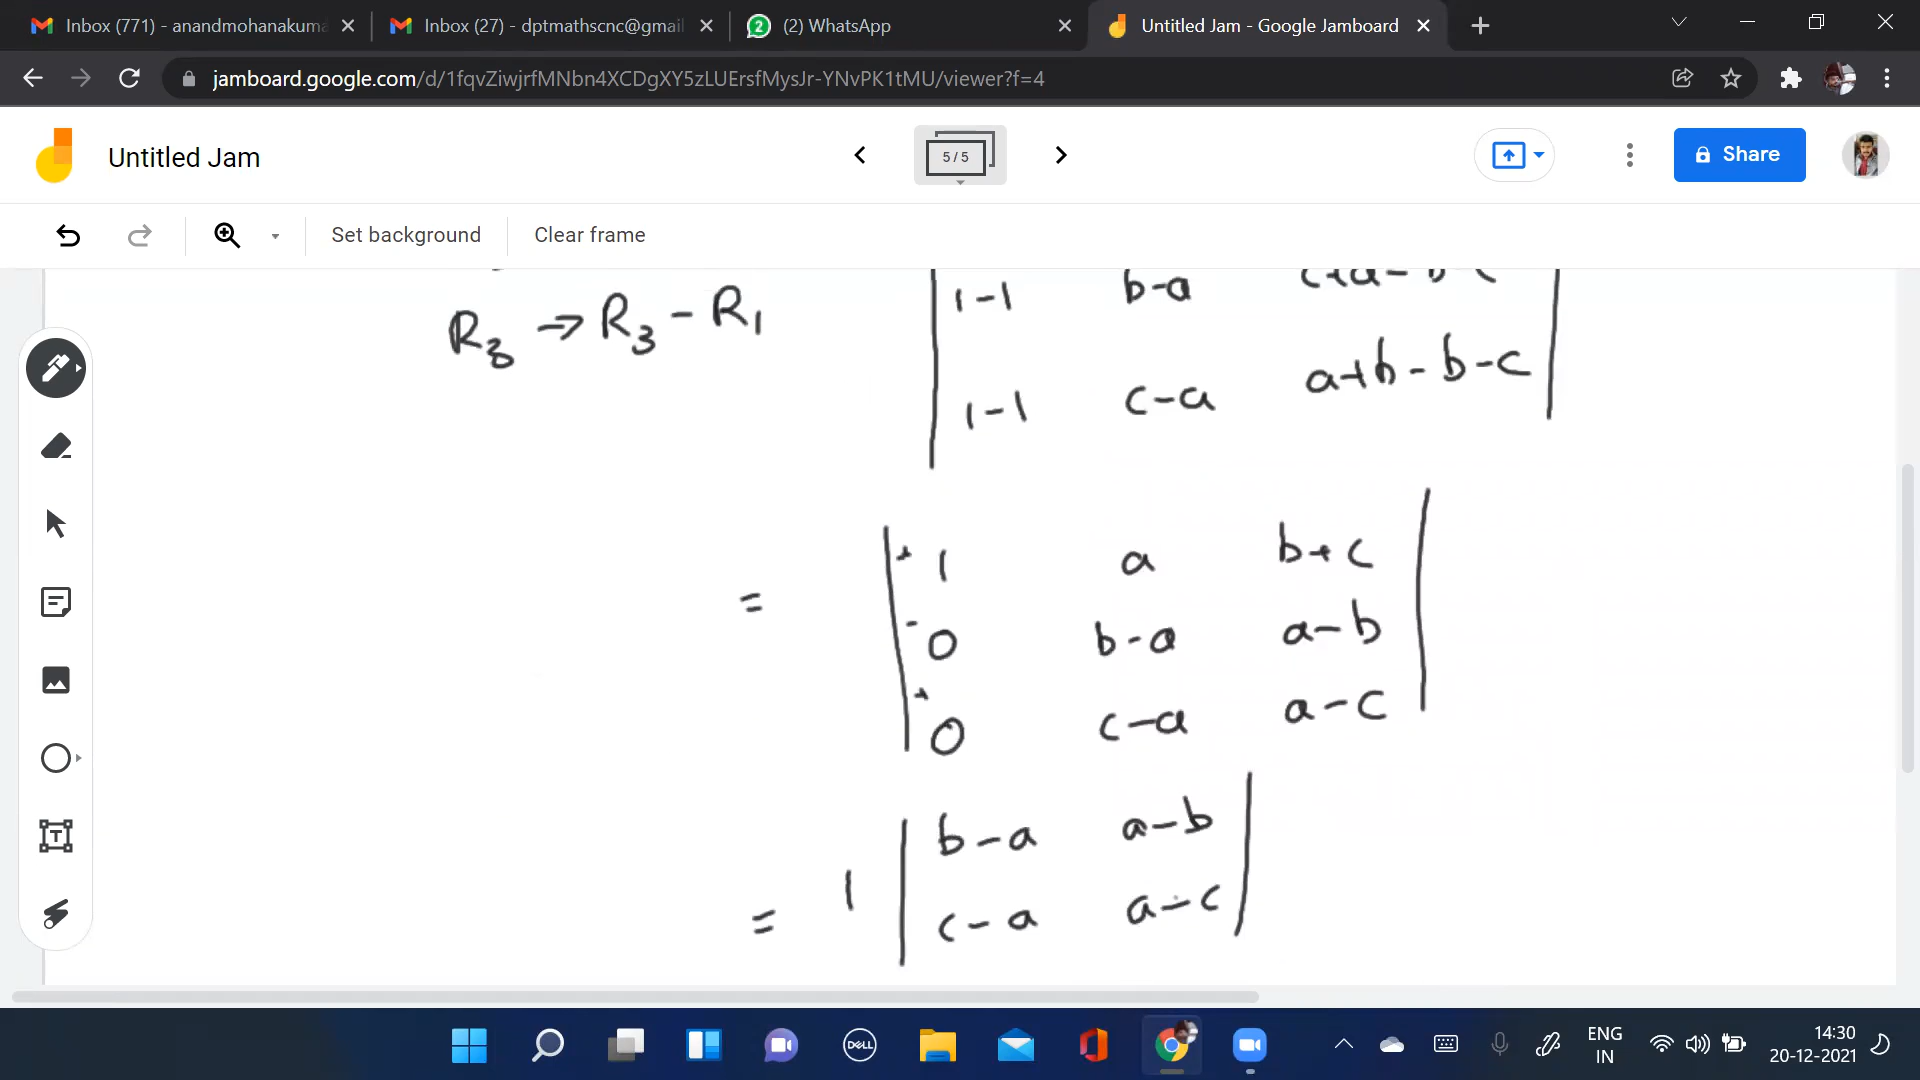 Inbox (771) - anandmohanakuma
Inbox (27) - dptmathscnc@gmail
2 (2) WhatsApp
Untitled Jam - Google Jamboard
jamboard.google.com/d/1fqvZiwjrfMNbn4XCDgXY5zLUErsfMysJr-YNvPK1tMU/viewer?f=4
Untitled Jam
5 / 5
Share
Set background
Clear frame
1-1 b-a c+a-b-c
R3 → R3 - R1
1-1 c-a a+b-b-c
+ 1 a b+c
= - 0 b-a a-b
+ 0 c-a a-c
b-a a-b
= 1 c-a a-c
DELL
ENG
IN
14:30
20-12-2021